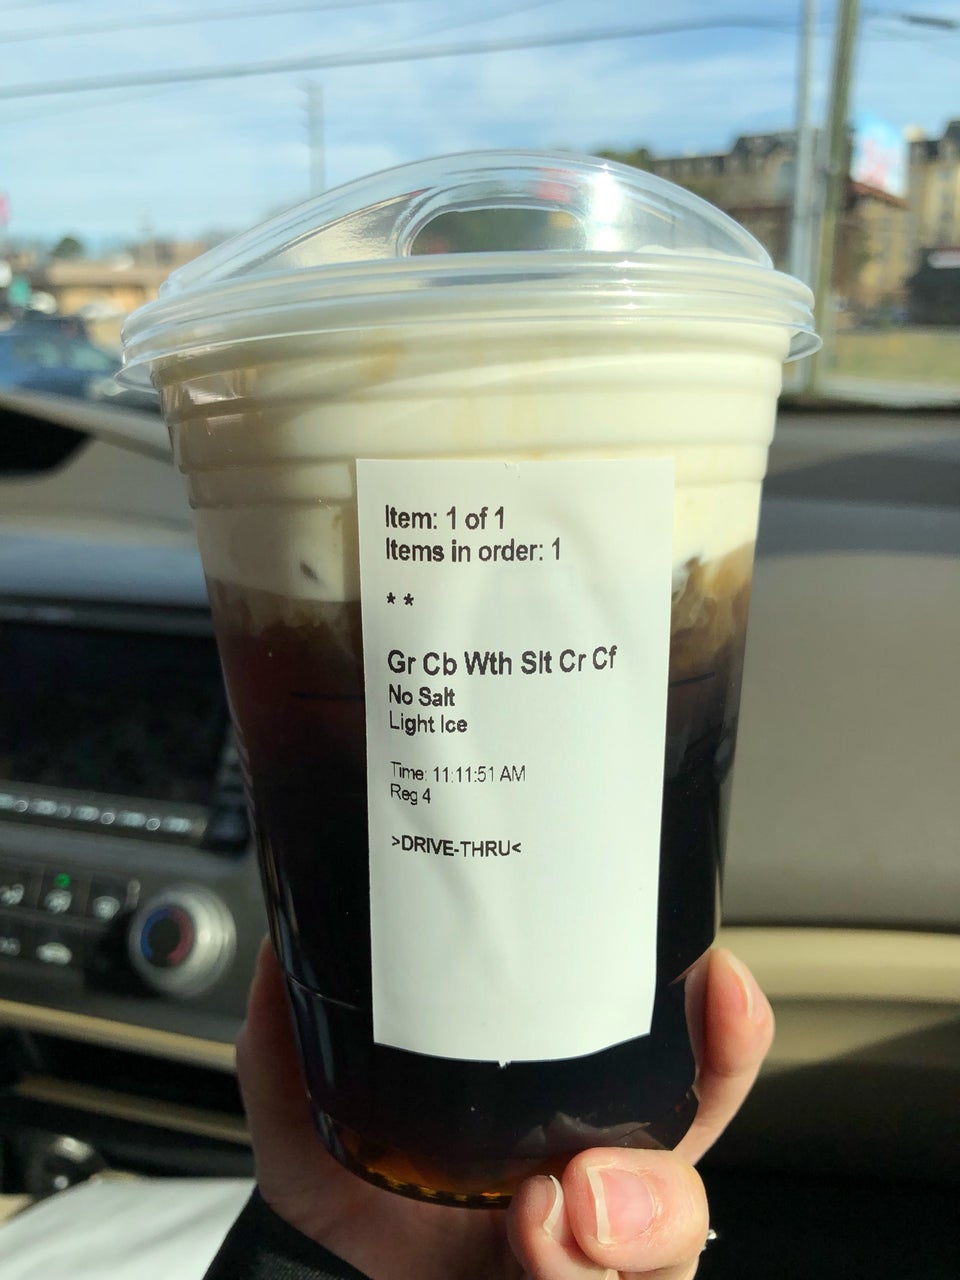 Item: 1 of 1
Items in order: 1
* *
Gr Cb Wth Slt Cr Cf
No Salt
Light Ice
Time: 11:11:51 AM
Reg 4
>DRIVE-THRU<